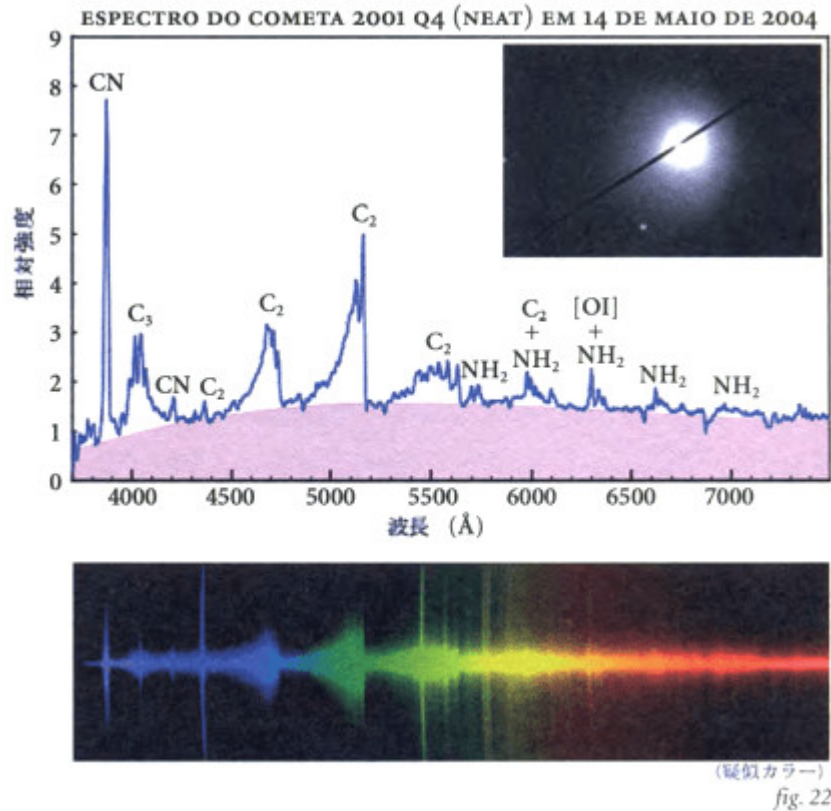 ESPECTRO DO COMETA 2001 Q4 (NEAT) EM 14 DE MAIO DE 2004
9
8
7
6
5
4
3
2
1
0
相対強度
CN
C₃
CN
C₂
C₂
C₂
C₂
NH₂
C₂
+
NH₂
[OI]
+
NH₂
NH₂
NH₂
4000 4500 5000 5500 6000 6500 7000
波長 (Å)
(疑似カラー)
fig. 22